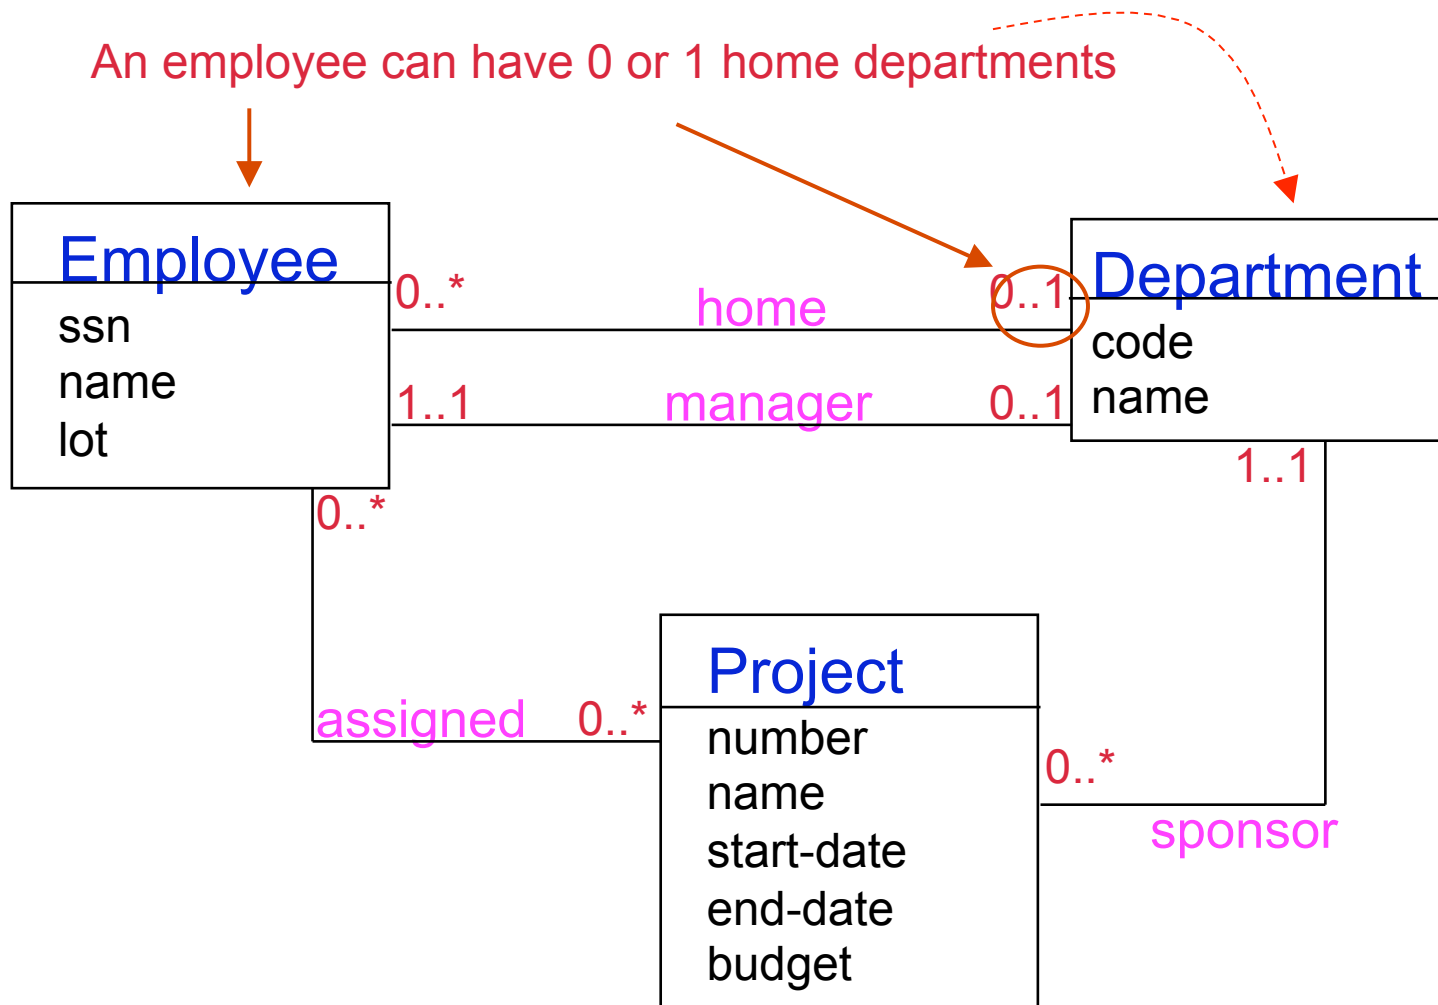 An employee can have 0 or 1 home departments
Employee
ssn
name
lot
0..*
home
0..1
1..1
manager
0..1
Department
code
name
1..1
0..*
assigned
0..*
Project
number
name
start-date
end-date
budget
0..*
sponsor